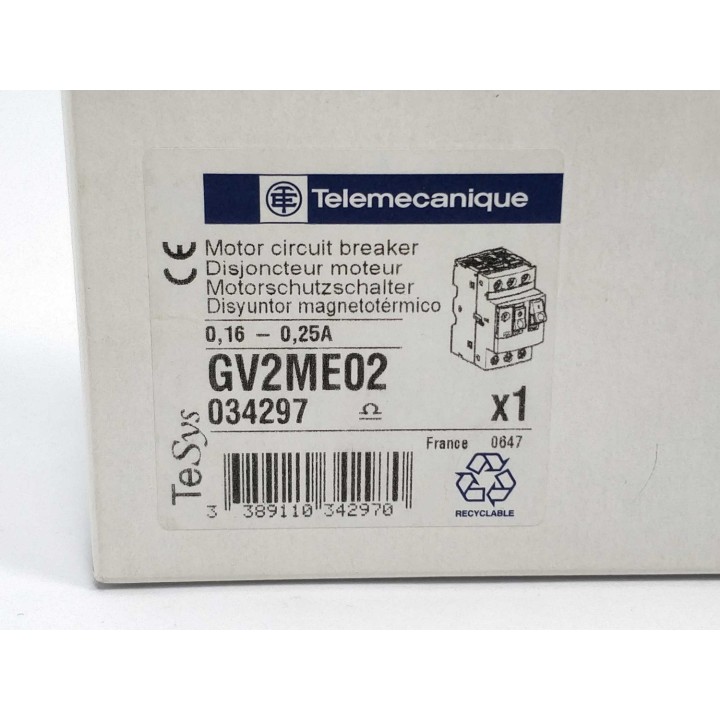 Telemecanique
CE
Motor circuit breaker
Disjoncteur moteur
Motorschutzschalter
Disyuntor magnetotérmico
0,16 – 0,25A
GV2ME02
034297
x1
France 0647
TeSys
3 389110 342970
RECYCLABLE